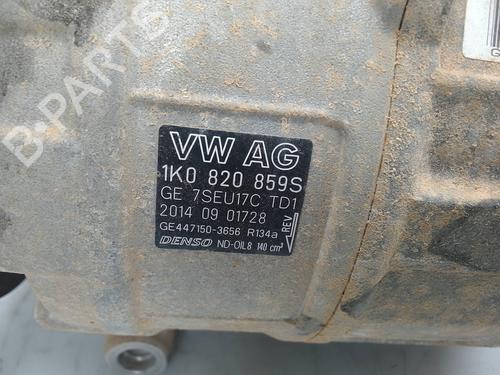 B-PARTS
VW AG
1K0 820 859S
GE 7SEU17C TD1
2014 09 01728
GE447150-3656 R134a
DENSO ND-OIL8 140 cm³
REV